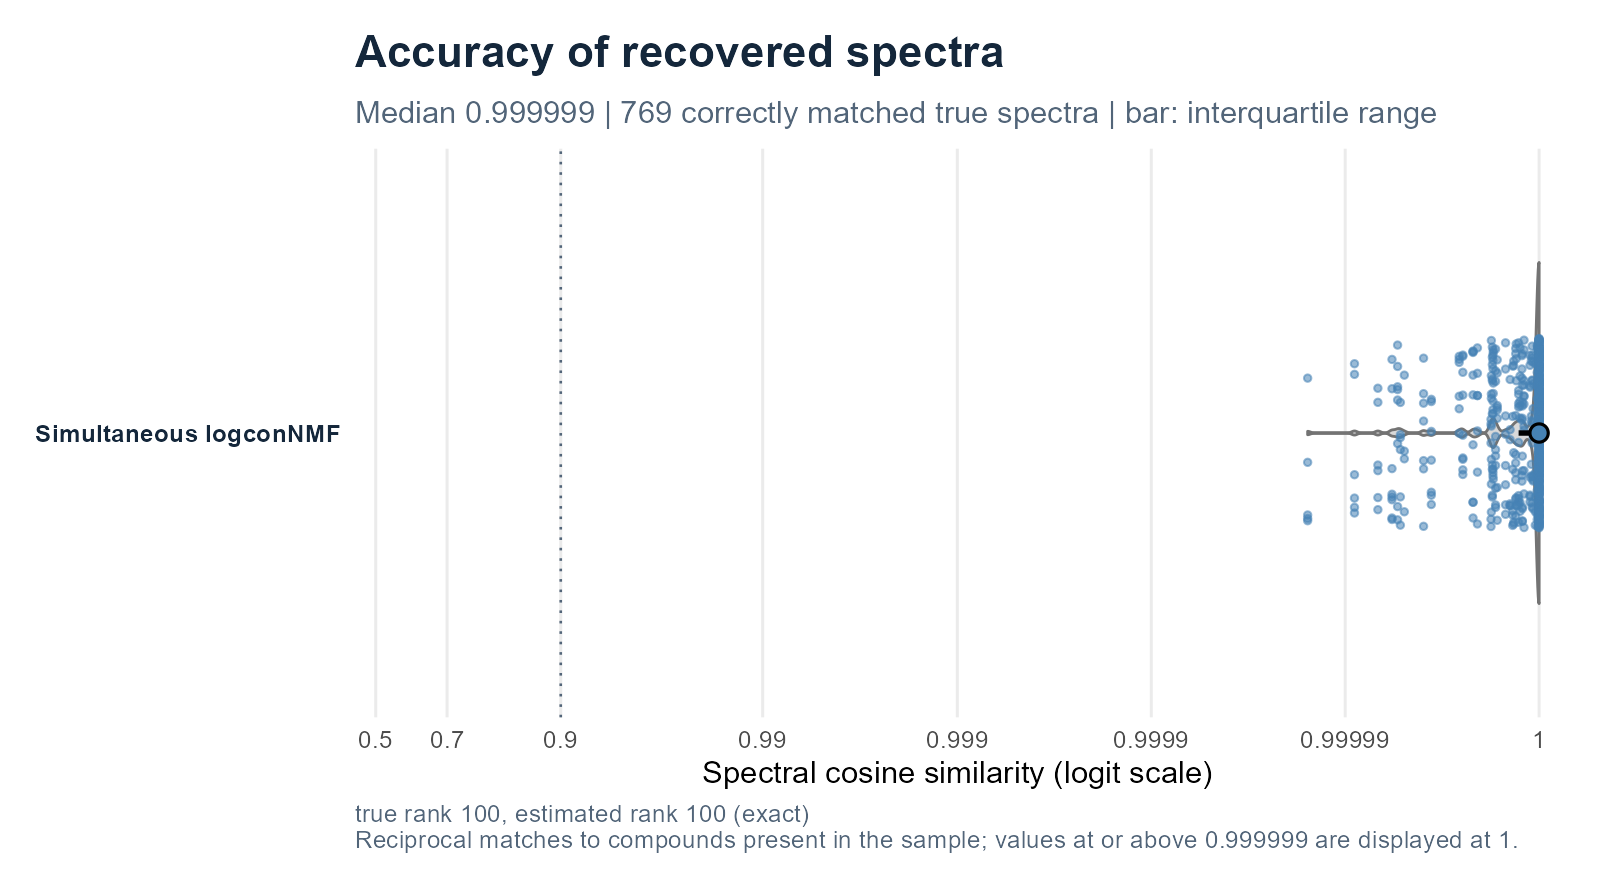 Accuracy of recovered spectra
Median 0.999999 | 769 correctly matched true spectra | bar: interquartile range
Simultaneous logconNMF
0.5 0.7 0.9 0.99 0.999 0.9999 0.99999 1
Spectral cosine similarity (logit scale)
true rank 100, estimated rank 100 (exact)
Reciprocal matches to compounds present in the sample; values at or above 0.999999 are displayed at 1.